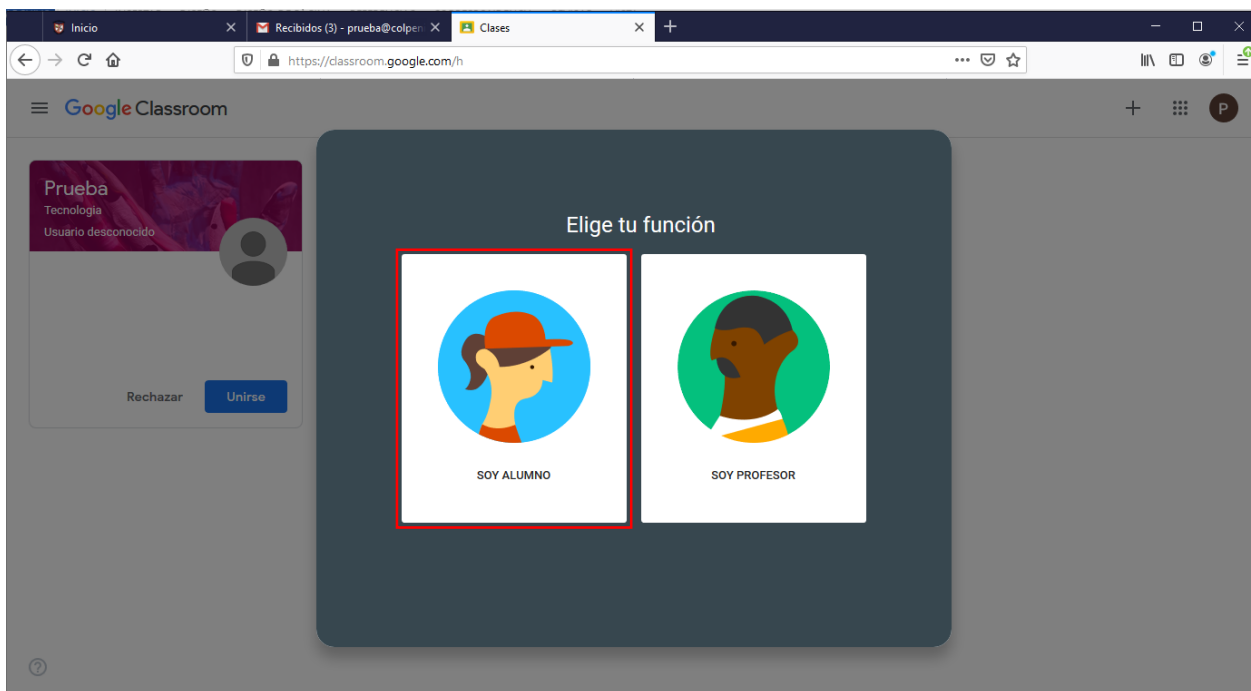 Inicio
Recibidos (3) - prueba@colpen
Clases
https://classroom.google.com/h
Google Classroom
P
Prueba
Tecnologia
Usuario desconocido
Rechazar
Unirse
Elige tu función
SOY ALUMNO
SOY PROFESOR